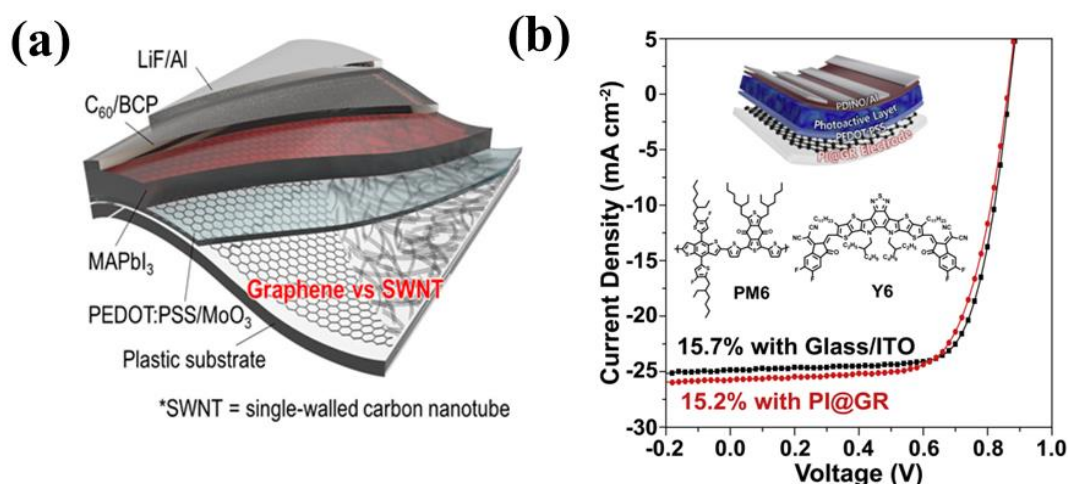 (a)
LiF/Al
C₆₀/BCP
MAPbI₃
PEDOT:PSS/MoO₃
Plastic substrate
Graphene vs SWNT
*SWNT = single-walled carbon nanotube
(b)
Current Density (mA cm⁻²)
5
0
-5
-10
-15
-20
-25
-30
-0.2 0.0 0.2 0.4 0.6 0.8 1.0
Voltage (V)
PDINO/Al
Photoactive Layer
PEDOT:PSS
PI@GR Electrode
PM6
Y6
15.7% with Glass/ITO
15.2% with PI@GR